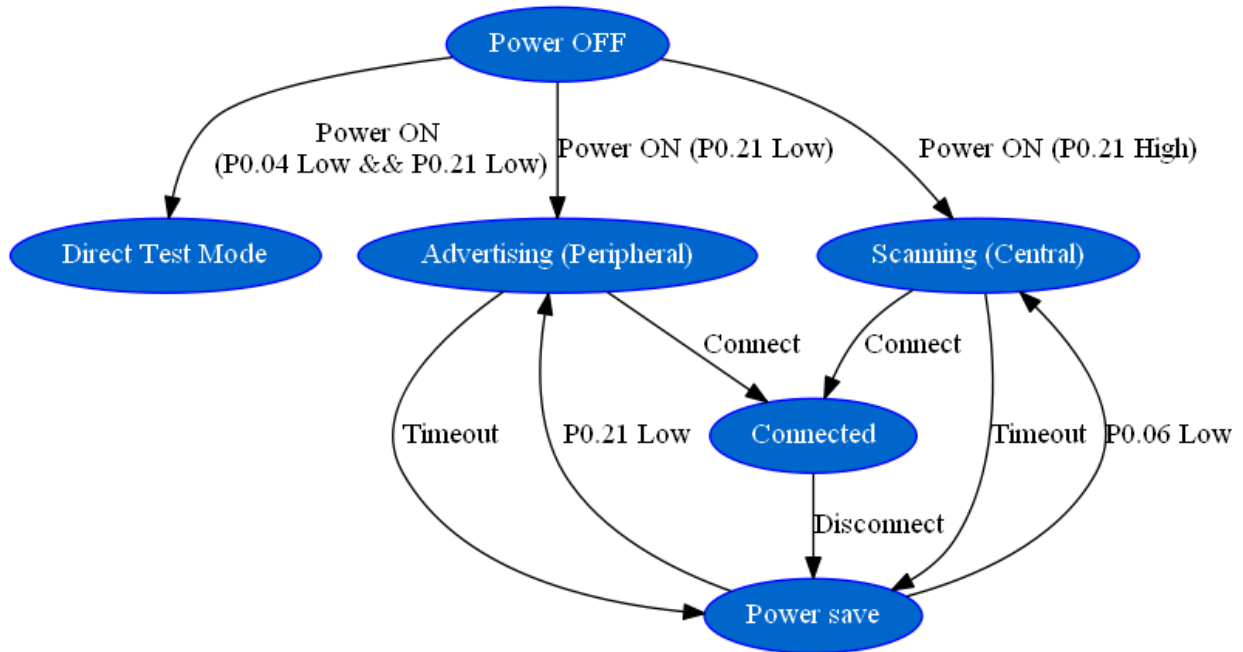 Power OFF
Power ON
(P0.04 Low && P0.21 Low)
Power ON (P0.21 Low)
Power ON (P0.21 High)
Direct Test Mode
Advertising (Peripheral)
Scanning (Central)
Connect
Connect
Timeout
P0.21 Low
Connected
Timeout
P0.06 Low
Disconnect
Power save